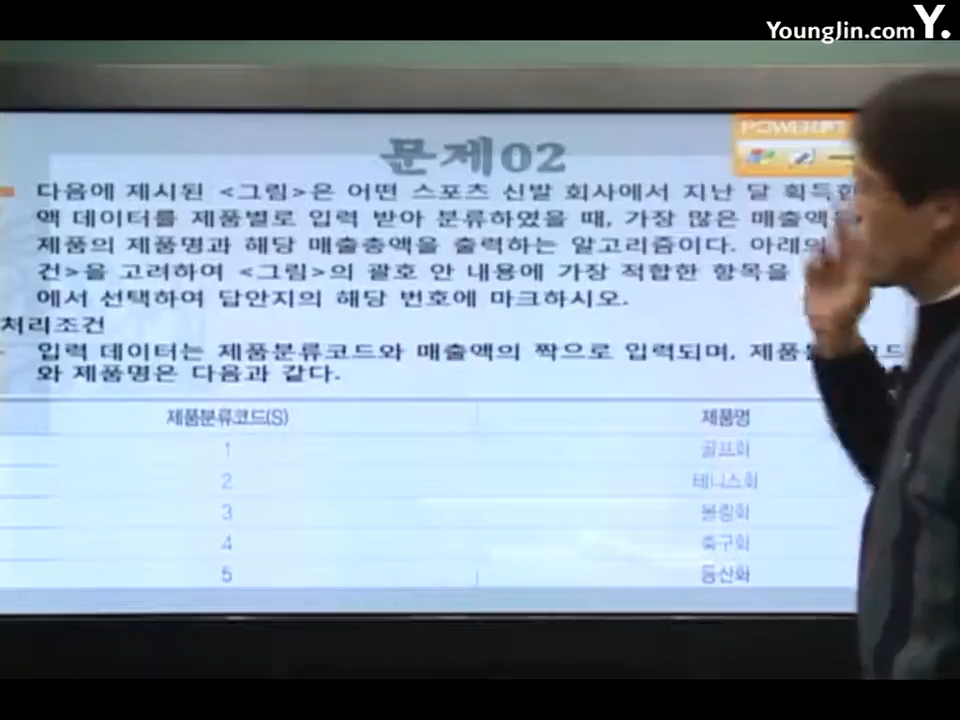 YoungJin.com Y.
문제02
다음에 제시된 <그림>은 어떤 스포츠 신발 회사에서 지난 달 획득한
액 데이터를 제품별로 입력 받아 분류하였을 때, 가장 많은 매출액을
제품의 제품명과 해당 매출총액을 출력하는 알고리즘이다. 아래의
건>을 고려하여 <그림>의 괄호 안 내용에 가장 적합한 항목을
에서 선택하여 답안지의 해당 번호에 마크하시오.
처리조건
입력 데이터는 제품분류코드와 매출액의 짝으로 입력되며,
와 제품명은 다음과 같다.
제품분류코드(S) 제품명
1 골프화
2 테니스화
3 볼링화
4 축구화
5 등산화